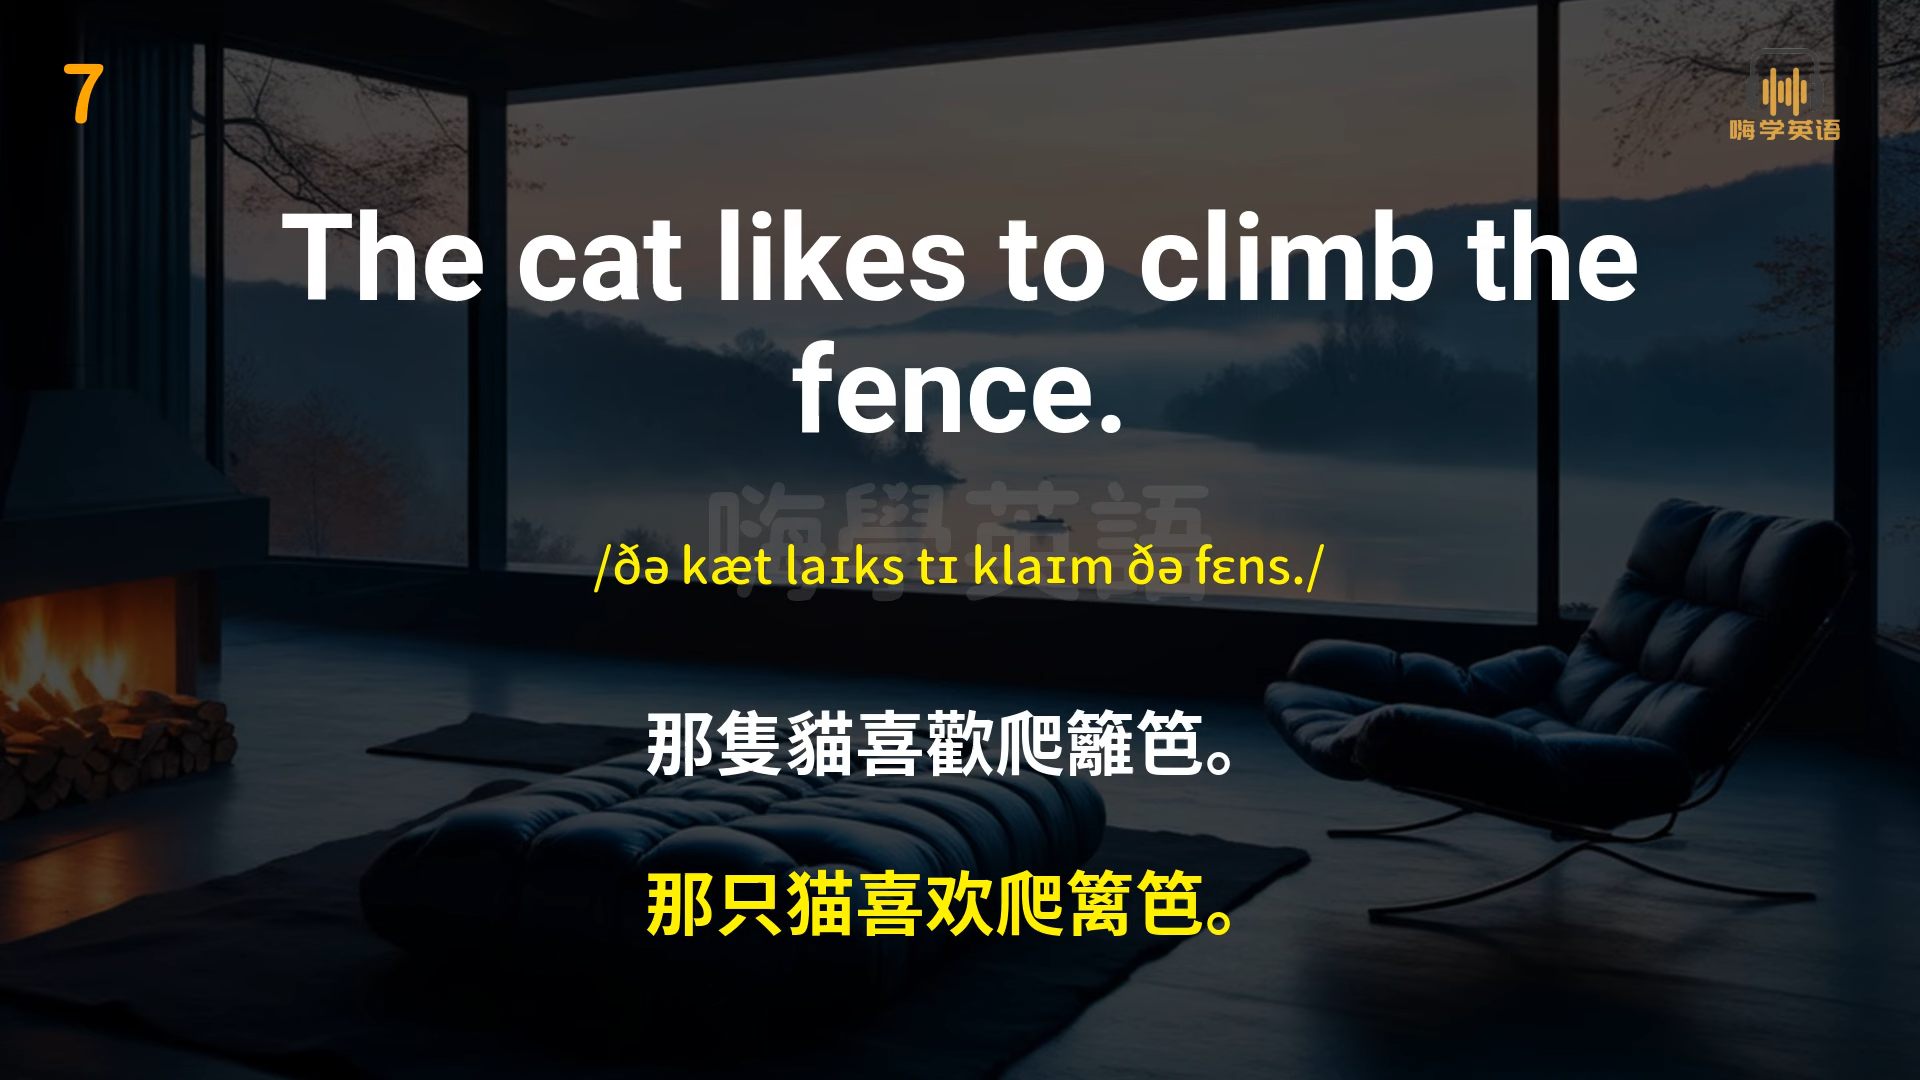 7
嗨学英语
The cat likes to climb the
fence.
嗨學英語
/ðə kæt laɪks tɪ klaɪm ðə fɛns./
那隻貓喜歡爬籬笆。
那只猫喜欢爬篱笆。